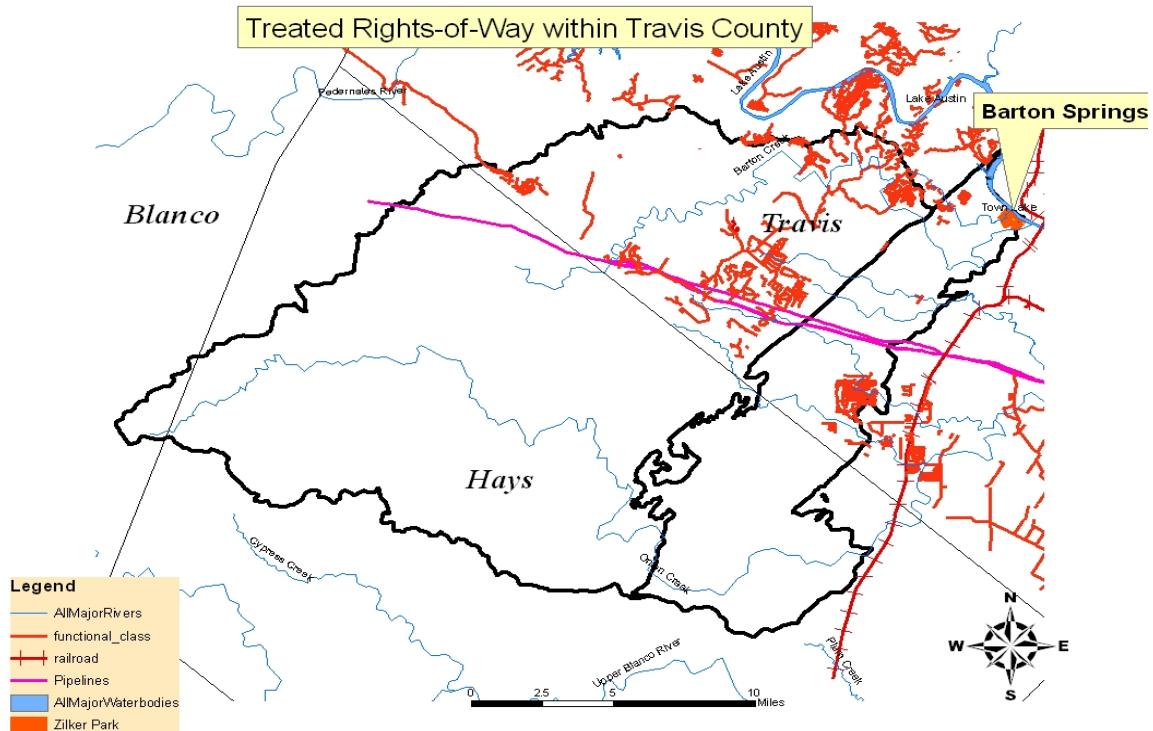 Treated Rights-of-Way within Travis County
Pedernales River
Lake Austin
Lake Austin
Barton Springs
Barton Creek
Blanco
Travis
Town Lake
Hays
Cypress Creek
Onion Creek
Upper Blanco River
Plum Creek
Legend
AllMajorRivers
functional_class
railroad
Pipelines
AllMajorWaterbodies
Zilker Park
N
W
E
S
0 2.5 5 10
Miles